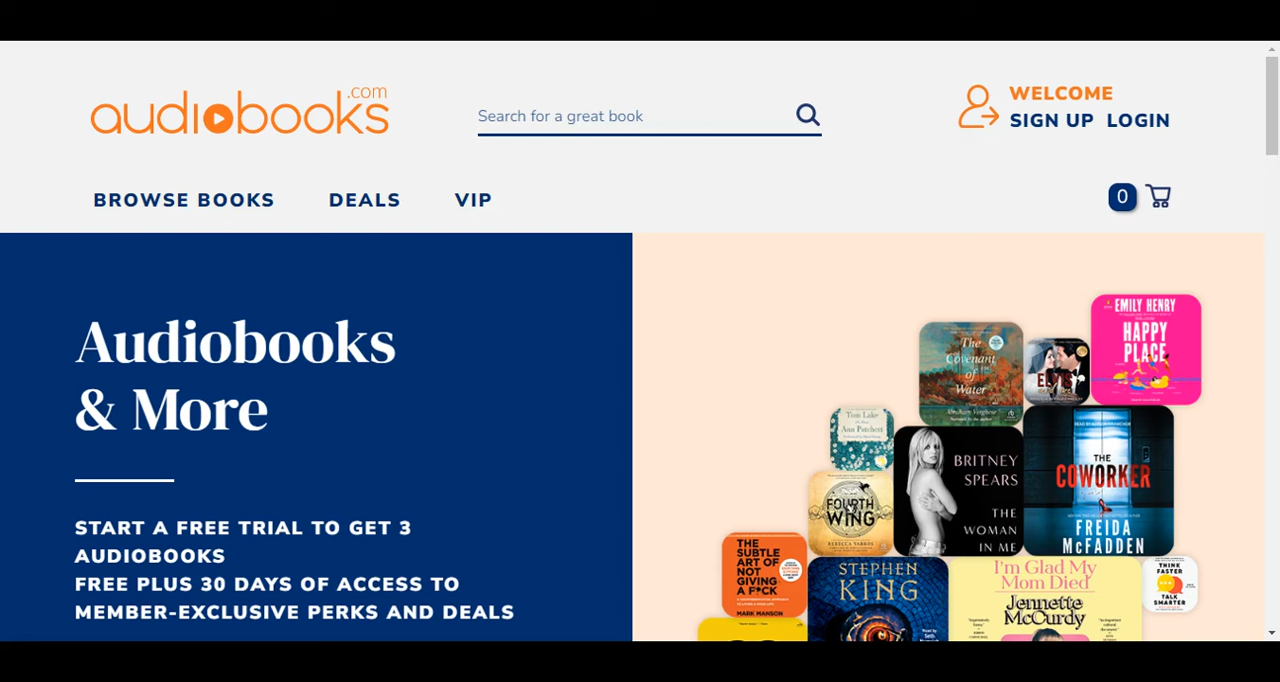 audiobooks
.com
Search for a great book
WELCOME
SIGN UP LOGIN
BROWSE BOOKS
DEALS
VIP
0
Audiobooks
& More
START A FREE TRIAL TO GET 3
AUDIOBOOKS
FREE PLUS 30 DAYS OF ACCESS TO
MEMBER-EXCLUSIVE PERKS AND DEALS
EMILY HENRY
HAPPY
PLACE
The
Covenant
of
Water
Abraham Verghese
ELVIS
Tom Lake
Ann Patchett
BRITNEY
SPEARS
THE
WOMAN
IN ME
THE
COWORKER
FREIDA
McFADDEN
FOURTH
WING
REBECCA YARROS
THE SUBTLE
ART OF
NOT
GIVING
A F*CK
MARK MANSON
STEPHEN
KING
Read by
Seth
I'm Glad My
Mom Died
Jennette
McCurdy
THINK
FASTER
TALK
SMARTER